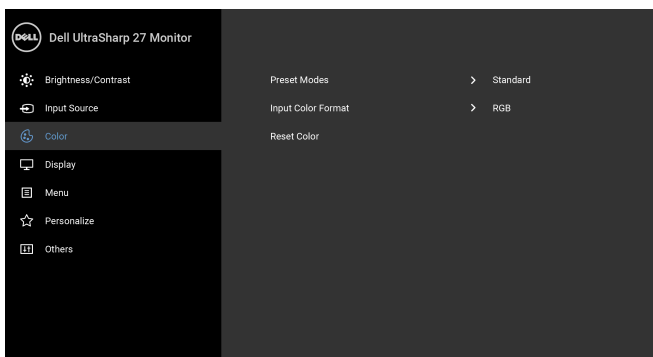 DELL Dell UltraSharp 27 Monitor
Brightness/Contrast
Preset Modes Standard
Input Source
Input Color Format RGB
Color
Reset Color
Display
Menu
Personalize
Others